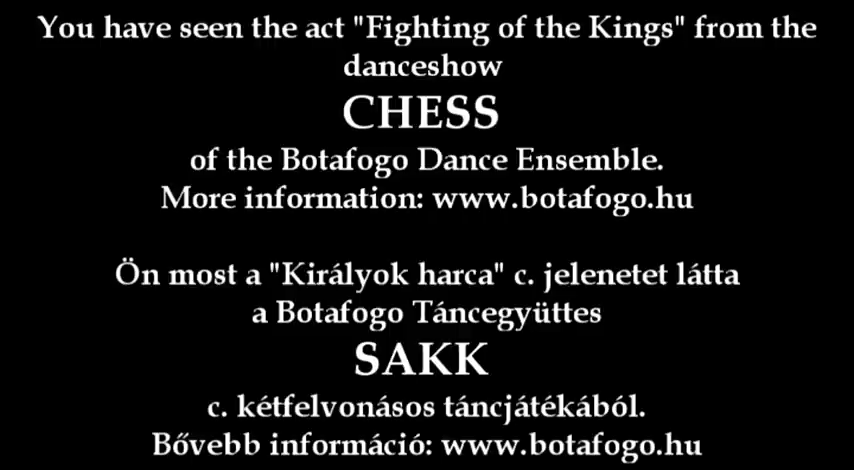 You have seen the act "Fighting of the Kings" from the
danceshow
CHESS
of the Botafogo Dance Ensemble.
More information: www.botafogo.hu
Ön most a "Királyok harca" c. jelenetet látta
a Botafogo Táncegyüttes
SAKK
c. kétfelvonásos táncjátékából.
Bővebb információ: www.botafogo.hu